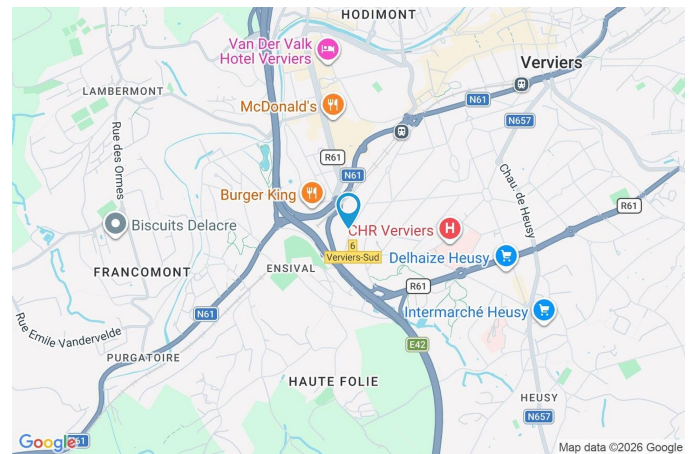 HODIMONT
Van Der Valk
Hotel Verviers
Verviers
LAMBERMONT
McDonald's
N61
N657
Rue des Ormes
R61
N61
Chau. de Heusy
Burger King
R61
Biscuits Delacre
CHR Verviers
6
Verviers-Sud
Delhaize Heusy
FRANCOMONT
ENSIVAL
R61
N61
Intermarché Heusy
Rue Emile Vandervelde
E42
PURGATOIRE
HAUTE FOLIE
HEUSY
N657
Google
61
Map data ©2026 Google